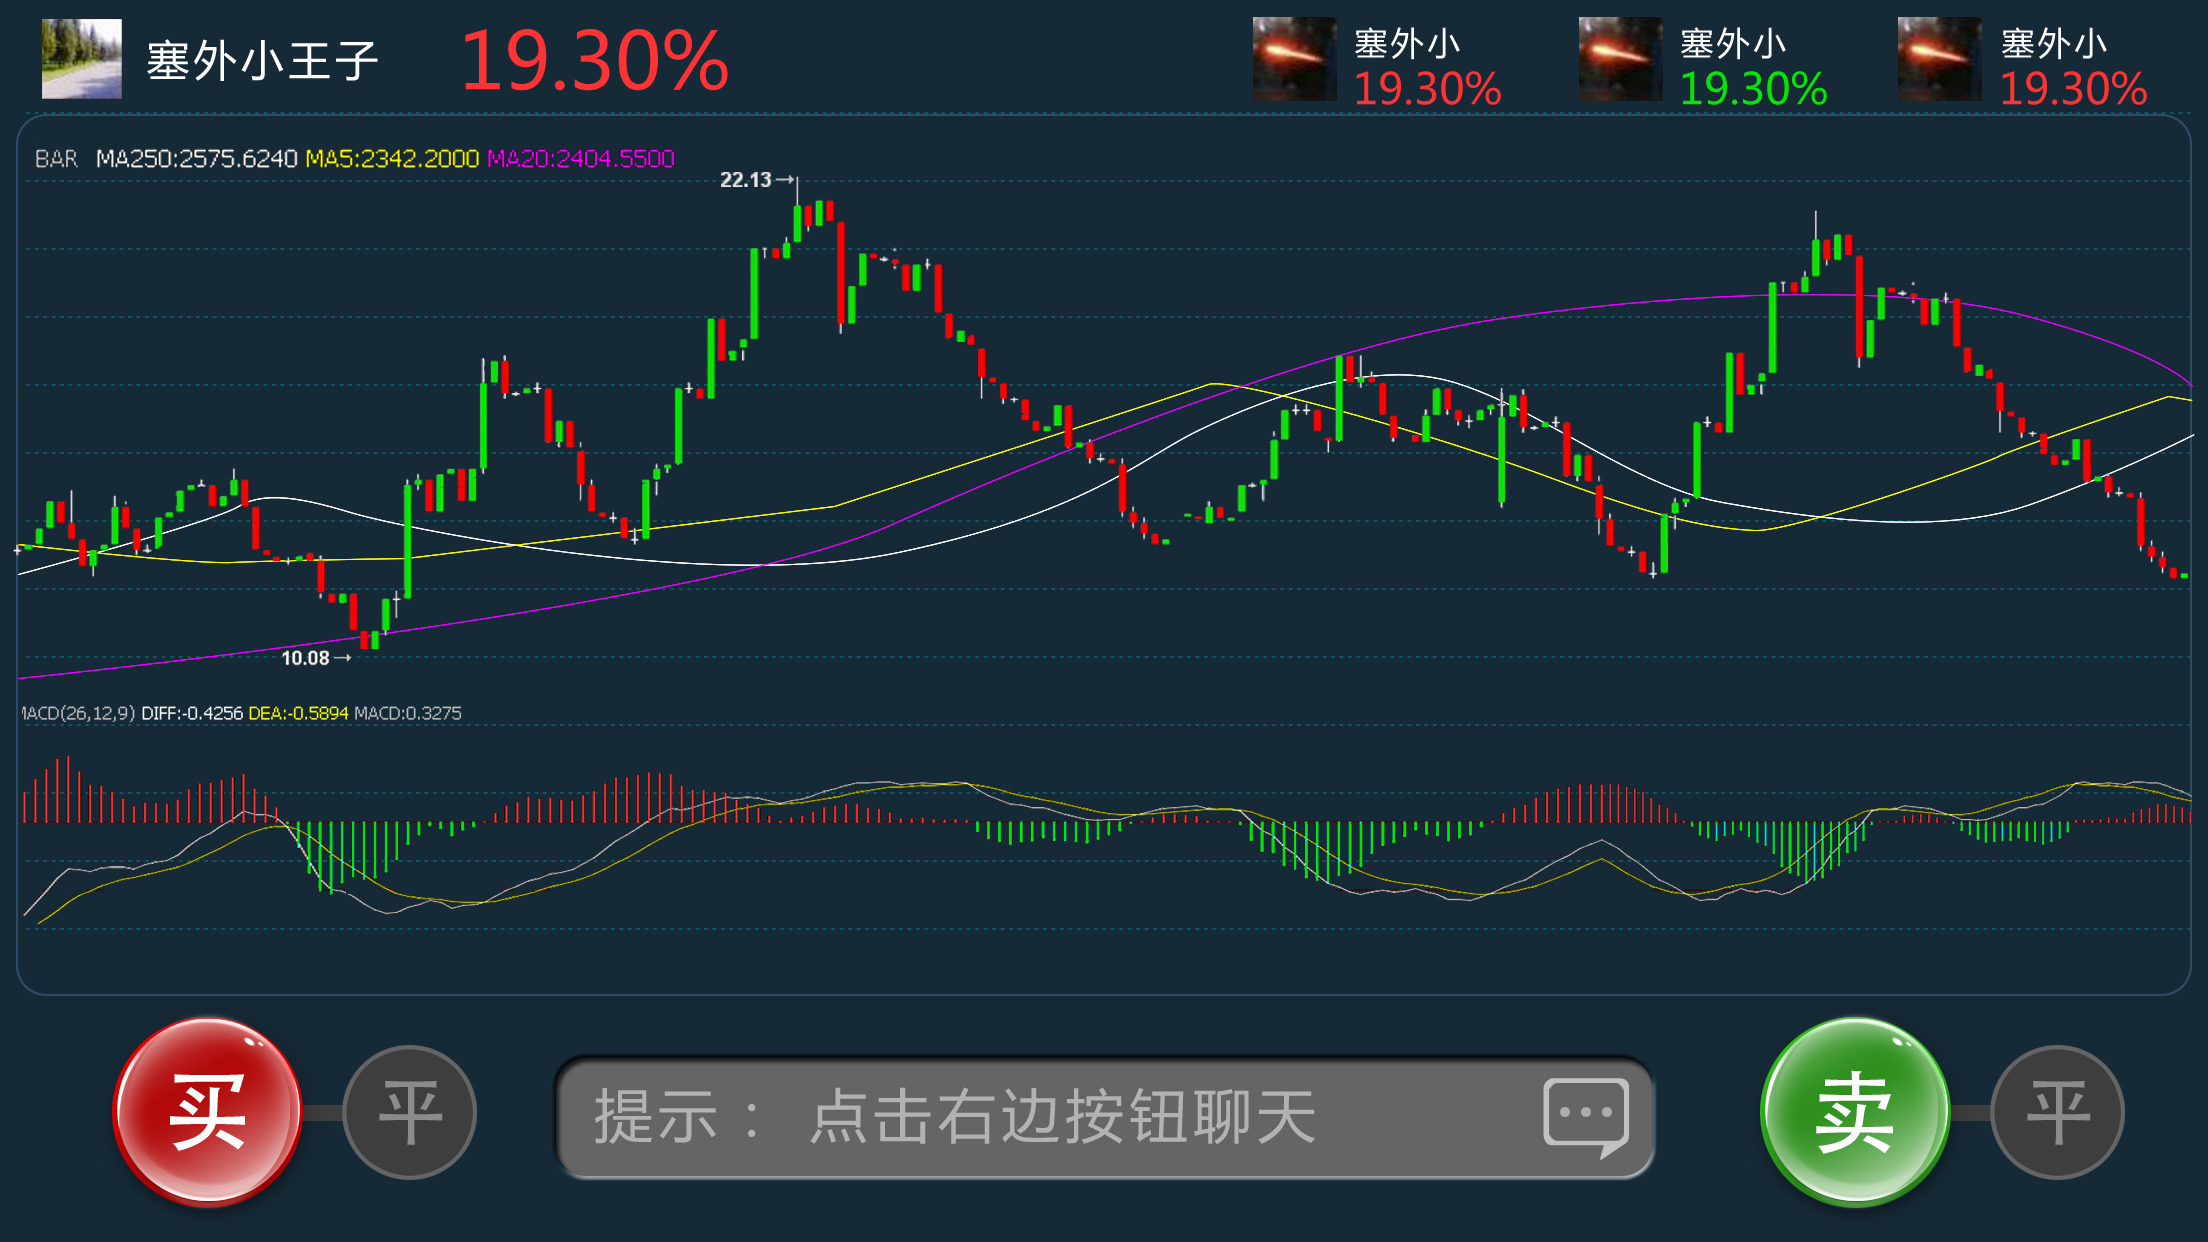 塞外小王子 19.30%
塞外小 19.30%
塞外小 19.30%
塞外小 19.30%
BAR MA250:2575.6240 MA5:2342.2000 MA20:2404.5500
22.13→
10.08→
MACD(26,12,9) DIFF:-0.4256 DEA:-0.5894 MACD:0.3275
买 平 提示： 点击右边按钮聊天 卖 平